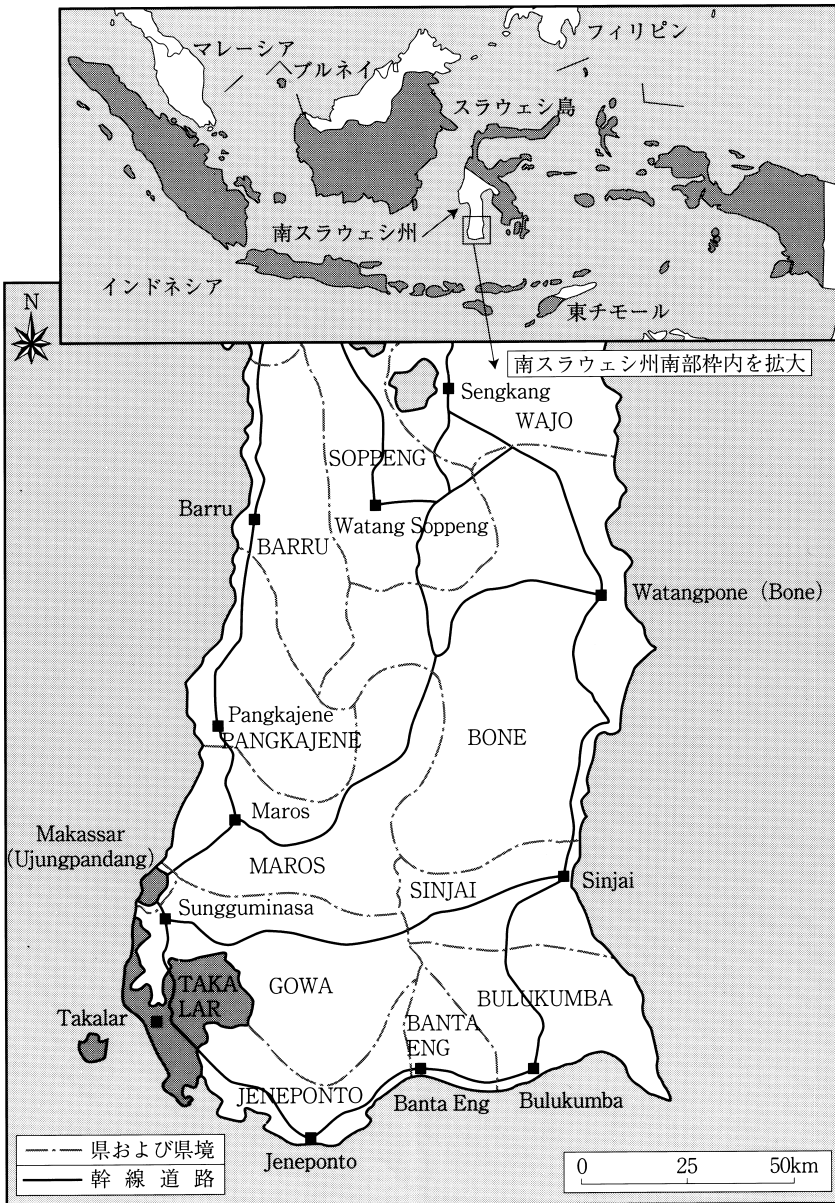 マレーシア
ブルネイ
フィリピン
スラウェシ島
南スラウェシ州
インドネシア
東チモール
N
南スラウェシ州南部枠内を拡大
Sengkang
WAJO
SOPPENG
Barru
Watang Soppeng
BARRU
Watangpone (Bone)
Pangkajene
PANGKAJENE
BONE
Maros
Makassar
(Ujungpandang)
MAROS
SINJAI
Sinjai
Sungguminasa
TAKA
LAR
GOWA
BULUKUMBA
Takalar
BANTA
ENG
JENEPONTO
Banta Eng
Bulukumba
Jeneponto
県および県境
幹線道路
0 25 50km